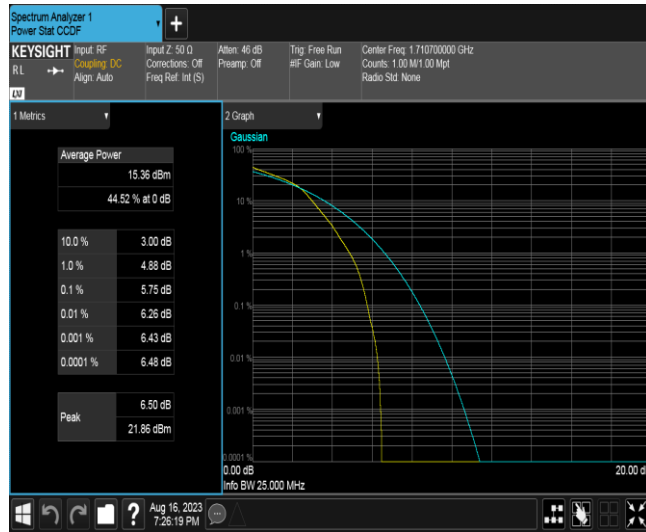 Spectrum Analyzer 1
Power Stat CCDF
+
KEYSIGHT
RL
LXI
Input: RF
Coupling: DC
Align: Auto
Input Z: 50 Ω
Corrections: Off
Freq Ref: Int (S)
Atten: 46 dB
Preamp: Off
Trig: Free Run
#IF Gain: Low
Center Freq: 1.710700000 GHz
Counts: 1.00 M/1.00 Mpt
Radio Std: None
1 Metrics
Average Power
15.36 dBm
44.52 % at 0 dB
10.0 % 3.00 dB
1.0 % 4.88 dB
0.1 % 5.75 dB
0.01 % 6.26 dB
0.001 % 6.43 dB
0.0001 % 6.48 dB
Peak
6.50 dB
21.86 dBm
2 Graph
Gaussian
100 %
10 %
1 %
0.1 %
0.01 %
0.001 %
0.0001 %
0.00 dB
20.00 d
Info BW 25.000 MHz
?
Aug 16, 2023
7:26:19 PM